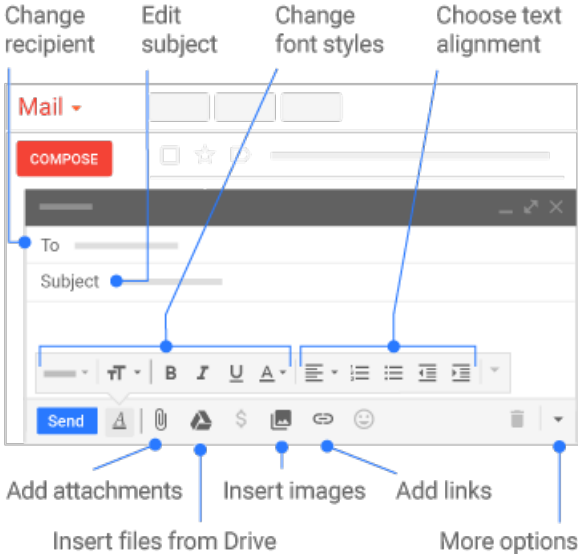 Change recipient
Edit subject
Change font styles
Choose text alignment
Mail
COMPOSE
To
Subject
B I U A
Send A $
Add attachments
Insert images
Add links
Insert files from Drive
More options